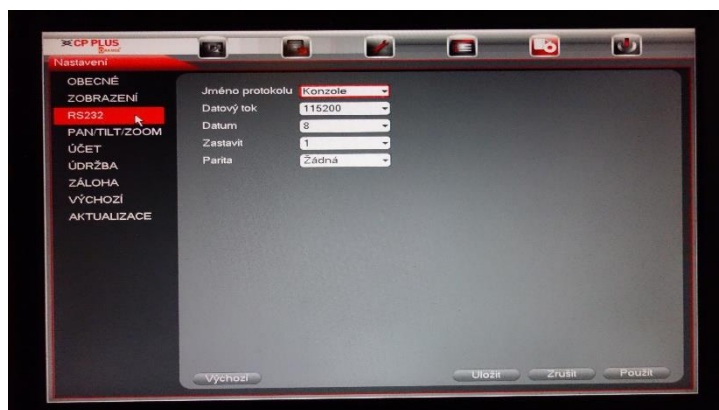 CP PLUS
Nastavení
OBECNÉ
ZOBRAZENÍ
RS232
PAN/TILT/ZOOM
ÚČET
ÚDRŽBA
ZÁLOHA
VÝCHOZÍ
AKTUALIZACE
Jméno protokolu Konzole
Datový tok 115200
Datum 8
Zastavit 1
Parita Žádná
Výchozí
Uložit Zrušit Použít